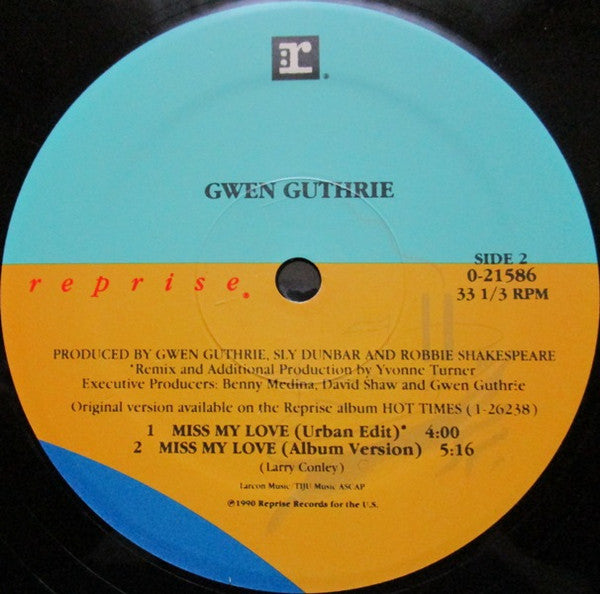 r
GWEN GUTHRIE
SIDE 2
0-21586
33 1/3 RPM
reprise
PRODUCED BY GWEN GUTHRIE, SLY DUNBAR AND ROBBIE SHAKESPEARE
*Remix and Additional Production by Yvonne Turner
Executive Producers: Benny Medina, David Shaw and Gwen Guthrie
Original version available on the Reprise album HOT TIMES (1-26238)
1 MISS MY LOVE (Urban Edit)* 4:00
2 MISS MY LOVE (Album Version) 5:16
(Larry Conley)
Larcon Music/TIJU Music ASCAP
℗1990 Reprise Records for the U.S.